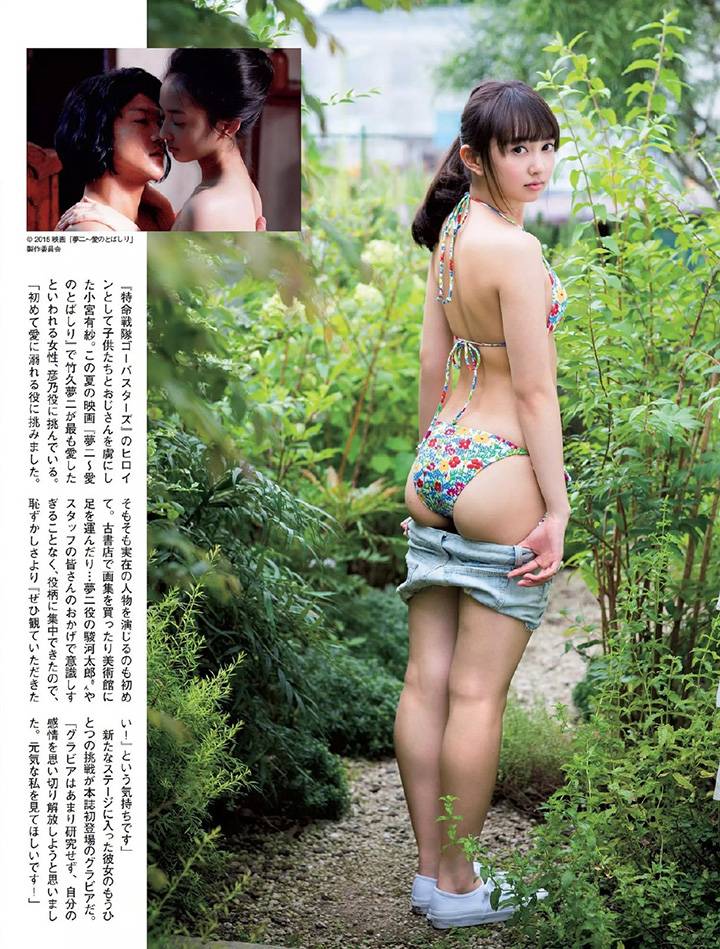 © 2015 映画「夢二〜愛のとばしり」
製作委員会
『特命戦隊ゴーバスターズ』のヒロイ
ンとして子供たちとおじさんを虜にし
た小宮有紗。この夏の映画『夢二〜愛
のとばしり』で竹久夢二が最も愛した
といわれる女性、彦乃役に挑んでいる。
「初めて愛に溺れる役に挑みました。
そもそも実在の人物を演じるのも初め
て。古書店で画集を買ったり美術館に
足を運んだり…夢二役の駿河太郎さんや
スタッフの皆さんのおかげで意識しす
ぎることなく、役柄に集中できたので、
恥ずかしさより『ぜひ観ていただきた
い！』という気持ちです」
新たなステージに入った彼女のもうひ
とつの挑戦が本誌初登場のグラビアだ。
「グラビアはあまり研究せず、自分の
感情を思い切り解放しようと思いまし
た。元気な私を見てほしいです！」